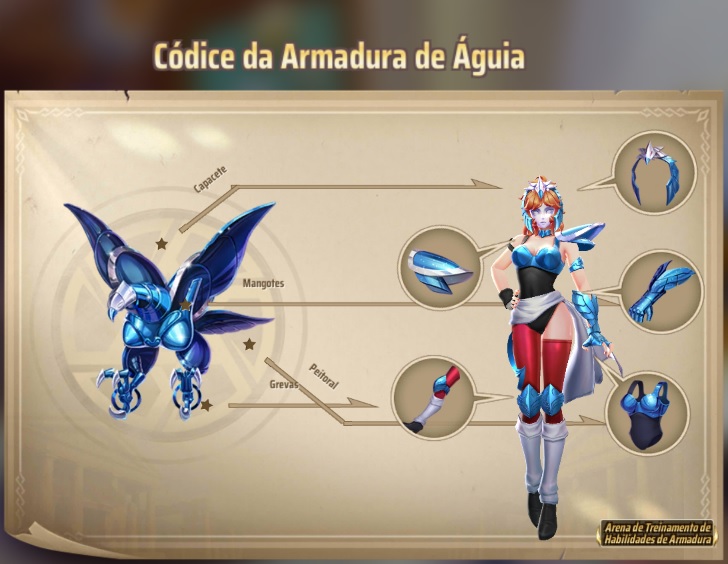 Códice da Armadura de Águia
Capacete
Mangotes
Peitoral
Grevas
Arena de Treinamento de
Habilidades de Armadura